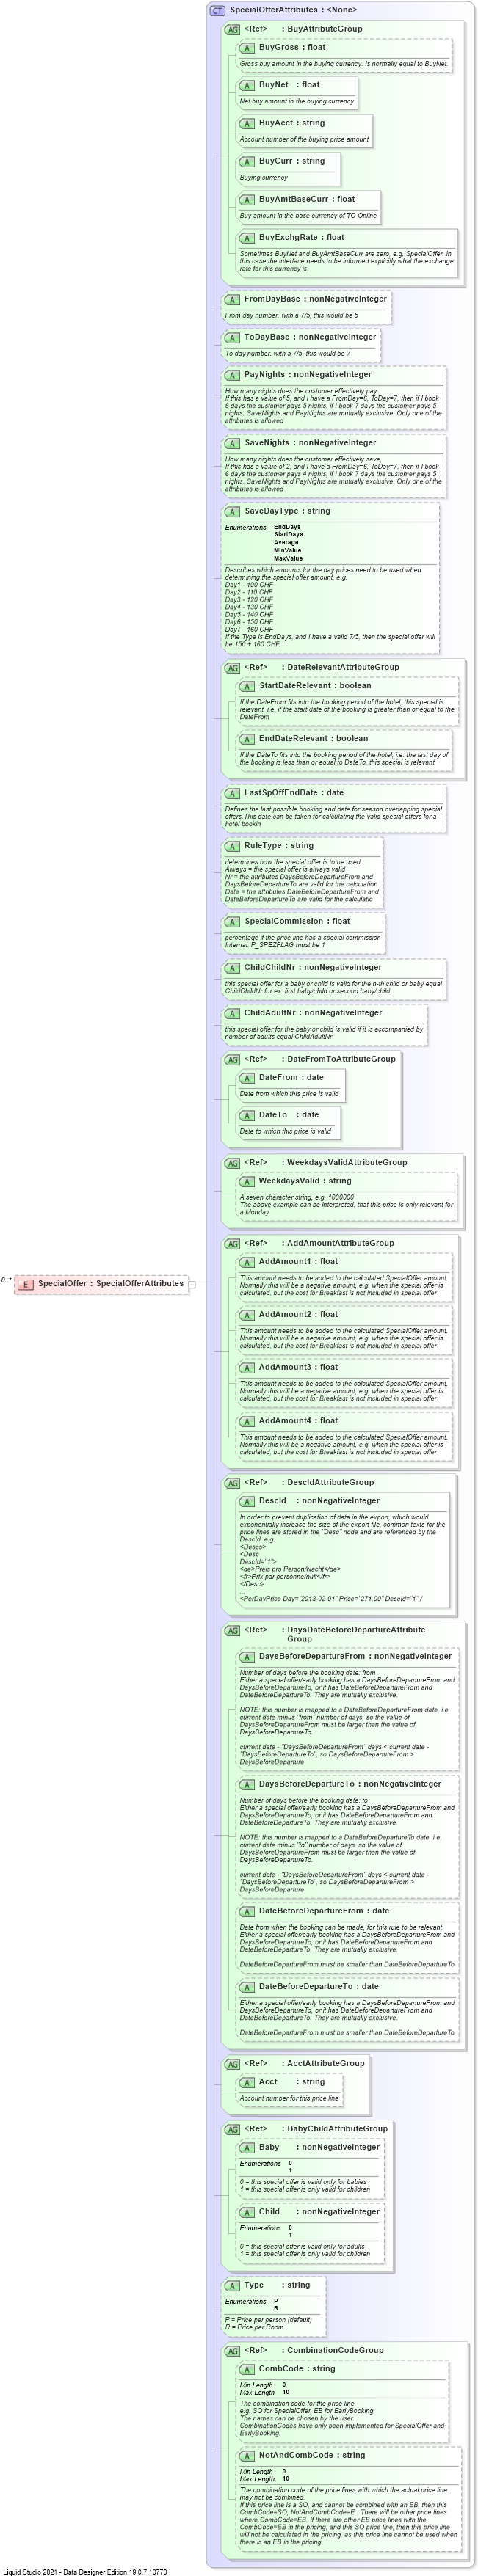 CT SpecialOfferAttributes : <None>
AG <Ref> : BuyAttributeGroup
A BuyGross : float
Gross buy amount in the buying currency. Is normally equal to BuyNet.
A BuyNet : float
Net buy amount in the buying currency
A BuyAcct : string
Account number of the buying price amount
A BuyCurr : string
Buying currency
A BuyAmtBaseCurr : float
Buy amount in the base currency of TO Online
A BuyExchgRate : float
Sometimes BuyNet and BuyAmtBaseCurr are zero, e.g. SpecialOffer. In
this case the interface needs to be informed explicitly what the exchange
rate for this currency is.
A FromDayBase : nonNegativeInteger
From day number. with a 7/5, this would be 5
A ToDayBase : nonNegativeInteger
To day number. with a 7/5, this would be 7
A PayNights : nonNegativeInteger
How many nights does the customer effectively pay.
If this has a value of 5, and I have a FromDay=6, ToDay=7, then if I book
6 days the customer pays 5 nights, if I book 7 days the customer pays 5
nights. SaveNights and PayNights are mutually exclusive. Only one of the
attributes is allowed
A SaveNights : nonNegativeInteger
How many nights does the customer effectively save,
If this has a value of 2, and I have a FromDay=6, ToDay=7, then if I book
6 days the customer pays 4 nights, if I book 7 days the customer pays 5
nights. SaveNights and PayNights are mutually exclusive. Only one of the
attributes is allowed
A SaveDayType : string
Enumerations EndDays
StartDays
Average
MinValue
MaxValue
Describes which amounts for the day prices need to be used when
determining the special offer amount, e.g.
Day1 - 100 CHF
Day2 - 110 CHF
Day3 - 120 CHF
Day4 - 130 CHF
Day5 - 140 CHF
Day6 - 150 CHF
Day7 - 160 CHF
If the Type is EndDays, and I have a valid 7/5, then the special offer will
be 150 + 160 CHF.
AG <Ref> : DateRelevantAttributeGroup
A StartDateRelevant : boolean
If the DateFrom fits into the booking period of the hotel, this special is
relevant, i.e. if the start date of the booking is greater than or equal to the
DateFrom
A EndDateRelevant : boolean
If the DateTo fits into the booking period of the hotel, i.e. the last day of
the booking is less than or equal to DateTo, this special is relevant
A LastSpOffEndDate : date
Defines the last possible booking end date for season overlapping special
offers.This date can be taken for calculating the valid special offers for a
hotel bookin
A RuleType : string
determines how the special offer is to be used.
Always = the special offer is always valid
Nr = the attributes DaysBeforeDepartureFrom and
DaysBeforeDepartureTo are valid for the calculation
Date = the attributes DateBeforeDepartureFrom and
DateBeforeDepartureTo are valid for the calculatio
A SpecialCommission : float
percentage if the price line has a special commission
Internal: P_SPEZFLAG must be 1
A ChildChildNr : nonNegativeInteger
this special offer for a baby or child is valid for the n-th child or baby equal
ChildChildNr for ex. first baby/child or second baby/child
A ChildAdultNr : nonNegativeInteger
this special offer for the baby or child is valid if it is accompanied by
number of adults equal ChildAdultNr
AG <Ref> : DateFromToAttributeGroup
A DateFrom : date
Date from which this price is valid
A DateTo : date
Date to which this price is valid
AG <Ref> : WeekdaysValidAttributeGroup
A WeekdaysValid : string
A seven character string, e.g. 1000000
The above example can be interpreted, that this price is only relevant for
a Monday.
AG <Ref> : AddAmountAttributeGroup
A AddAmount1 : float
This amount needs to be added to the calculated SpecialOffer amount.
Normally this will be a negative amount, e.g. when the special offer is
calculated, but the cost for Breakfast is not included in special offer
0..* E SpecialOffer : SpecialOfferAttributes
A AddAmount2 : float
This amount needs to be added to the calculated SpecialOffer amount.
Normally this will be a negative amount, e.g. when the special offer is
calculated, but the cost for Breakfast is not included in special offer
A AddAmount3 : float
This amount needs to be added to the calculated SpecialOffer amount.
Normally this will be a negative amount, e.g. when the special offer is
calculated, but the cost for Breakfast is not included in special offer
A AddAmount4 : float
This amount needs to be added to the calculated SpecialOffer amount.
Normally this will be a negative amount, e.g. when the special offer is
calculated, but the cost for Breakfast is not included in special offer
AG <Ref> : DescIdAttributeGroup
A DescId : nonNegativeInteger
In order to prevent duplication of data in the export, which would
exponentially increase the size of the export file, common texts for the
price lines are stored in the "Desc" node and are referenced by the
DescId, e.g.
<Descs>
<Desc
DescId="1">
<de>Preis pro Person/Nacht</de>
<fr>Prix par personne/nuit</fr>
</Desc>
...
<PerDayPrice Day="2013-02-01" Price="271.00" DescId="1" /
AG <Ref> : DaysDateBeforeDepartureAttribute
Group
A DaysBeforeDepartureFrom : nonNegativeInteger
Number of days before the booking date: from
Either a special offer/early booking has a DaysBeforeDepartureFrom and
DaysBeforeDepartureTo, or it has DateBeforeDepartureFrom and
DateBeforeDepartureTo. They are mutually exclusive.
NOTE: this number is mapped to a DateBeforeDepartureFrom date, i.e.
current date minus "from" number of days, so the value of
DaysBeforeDepartureFrom must be larger than the value of
DaysBeforeDepartureTo.
current date - "DaysBeforeDepartureFrom" days < current date -
"DaysBeforeDepartureTo", so DaysBeforeDepartureFrom >
DaysBeforeDeparture
A DaysBeforeDepartureTo : nonNegativeInteger
Number of days before the booking date: to
Either a special offer/early booking has a DaysBeforeDepartureFrom and
DaysBeforeDepartureTo, or it has DateBeforeDepartureFrom and
DateBeforeDepartureTo. They are mutually exclusive.
NOTE: this number is mapped to a DateBeforeDepartureTo date, i.e.
current date minus "to" number of days, so the value of
DaysBeforeDepartureFrom must be larger than the value of
DaysBeforeDepartureTo.
current date - "DaysBeforeDepartureFrom" days < current date -
"DaysBeforeDepartureTo", so DaysBeforeDepartureFrom >
DaysBeforeDeparture
A DateBeforeDepartureFrom : date
Date from when the booking can be made, for this rule to be relevant
Either a special offer/early booking has a DaysBeforeDepartureFrom and
DaysBeforeDepartureTo, or it has DateBeforeDepartureFrom and
DateBeforeDepartureTo. They are mutually exclusive.
DateBeforeDepartureFrom must be smaller than DateBeforeDepartureTo
A DateBeforeDepartureTo : date
Either a special offer/early booking has a DaysBeforeDepartureFrom and
DaysBeforeDepartureTo, or it has DateBeforeDepartureFrom and
DateBeforeDepartureTo. They are mutually exclusive.
DateBeforeDepartureFrom must be smaller than DateBeforeDepartureTo
AG <Ref> : AcctAttributeGroup
A Acct : string
Account number for this price line
AG <Ref> : BabyChildAttributeGroup
A Baby : nonNegativeInteger
Enumerations 0
1
0 = this special offer is valid only for babies
1 = this special offer is only valid for children
A Child : nonNegativeInteger
Enumerations 0
1
0 = this special offer is valid only for adults
1 = this special offer is only valid for children
A Type : string
Enumerations P
R
P = Price per person (default)
R = Price per Room
AG <Ref> : CombinationCodeGroup
A CombCode : string
Min Length 0
Max Length 10
The combination code for the price line
e.g. SO for SpecialOffer, EB for EarlyBooking
The names can be chosen by the user.
CombinationCodes have only been implemented for SpecialOffer and
EarlyBooking.
A NotAndCombCode : string
Min Length 0
Max Length 10
The combination code of the price lines with which the actual price line
may not be combined.
If this price line is a SO, and cannot be combined with an EB, then this
CombCode=SO, NotAndCombCode=E . There will be other price lines
where CombCode=EB. If there are other EB price lines with the
CombCode=EB in the pricing, and this SO price line, then this price line
will not be calculated in the pricing, as this price line cannot be used when
there is an EB in the pricing
Liquid Studio 2021 - Data Designer Edition 19.0.7.10770